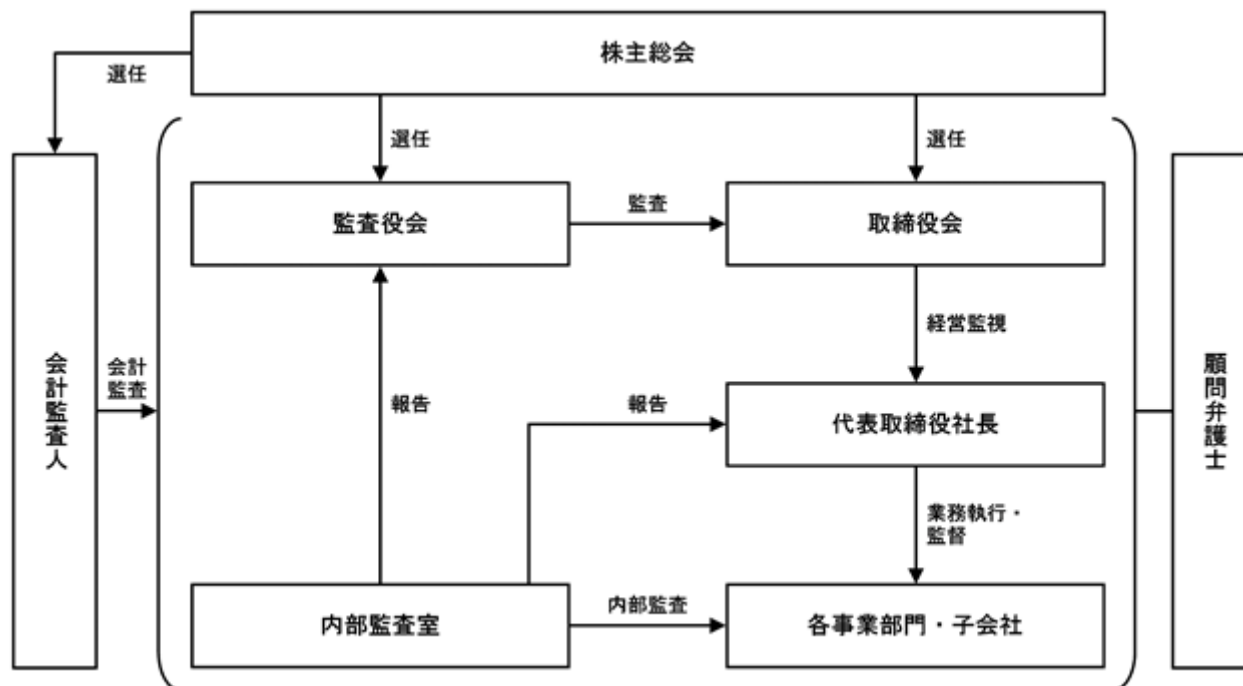 株主総会
選任
選任
選任
監査役会
監査
取締役会
経営監視
会計監査人
会計
監査
報告
報告
代表取締役社長
顧問弁護士
業務執行・
監督
内部監査室
内部監査
各事業部門・子会社